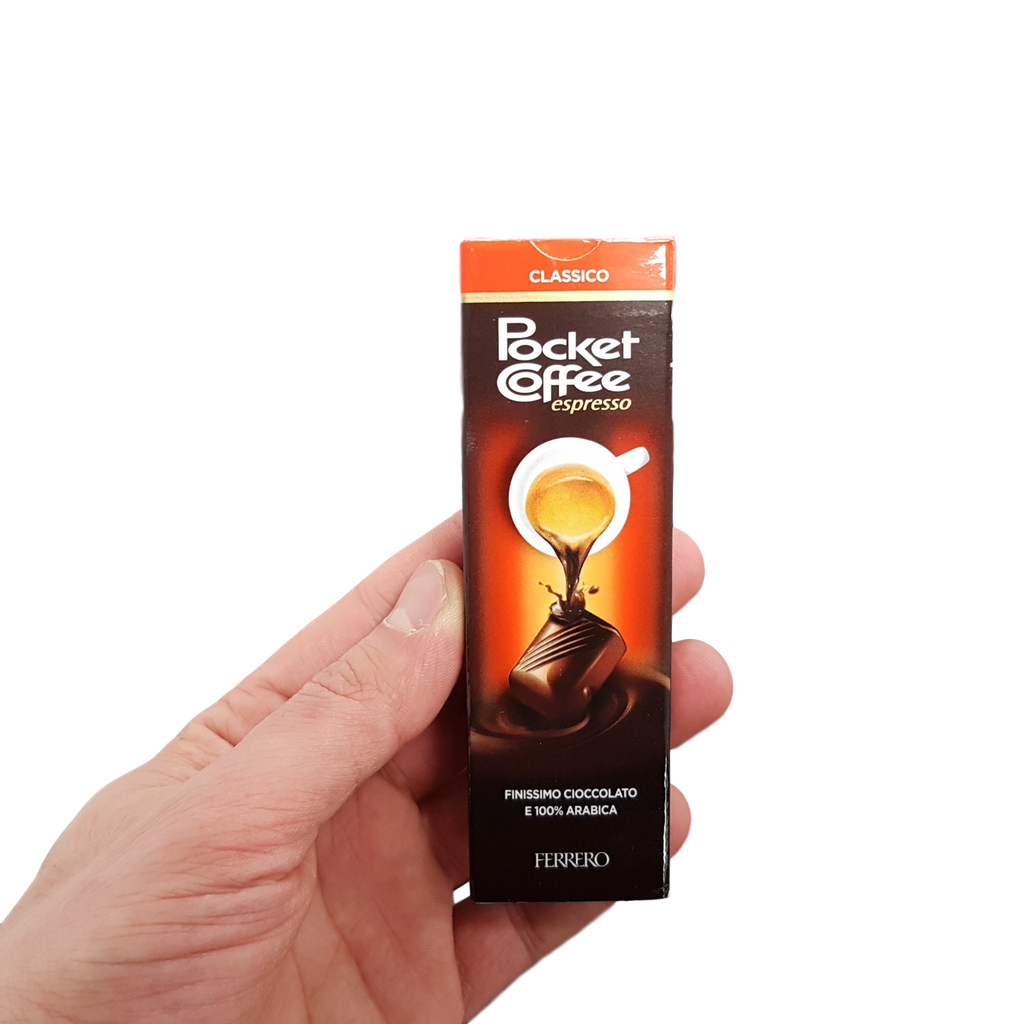 CLASSICO
Pocket
Coffee
espresso
FINISSIMO CIOCCOLATO
E 100% ARABICA
FERRERO